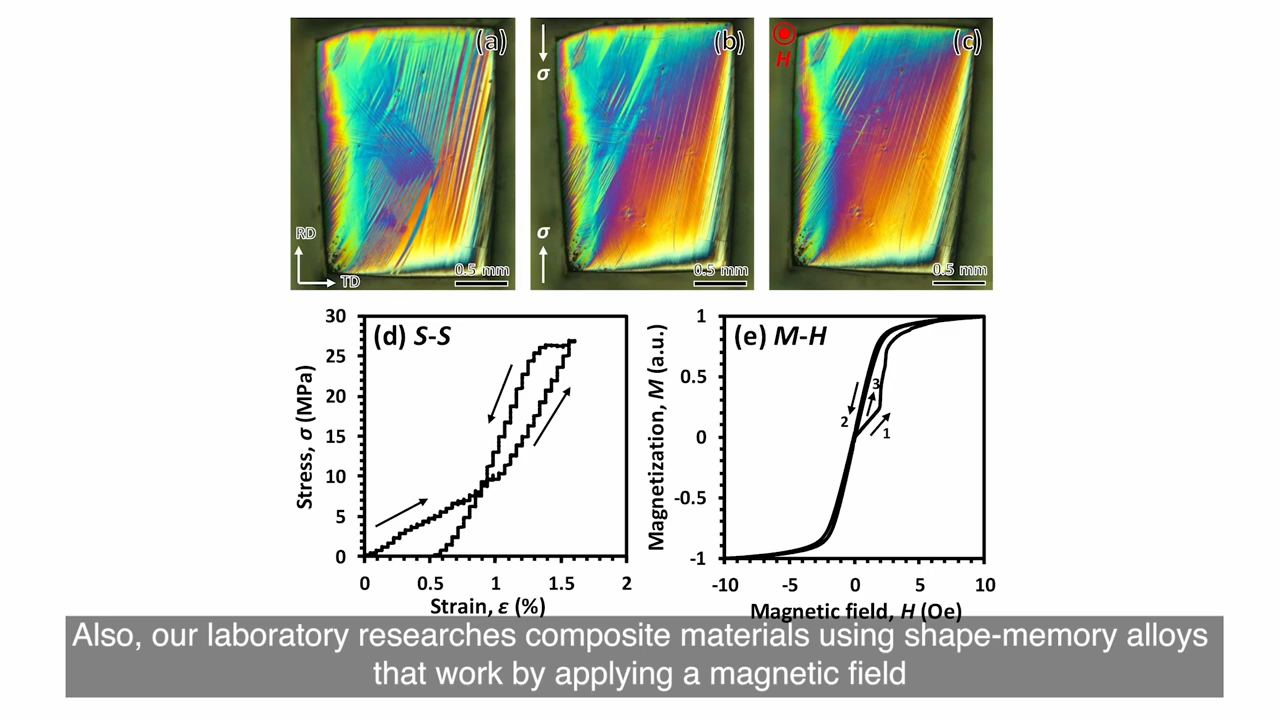 (a)
RD
TD
0.5 mm
σ
(b)
σ
0.5 mm
H
(c)
0.5 mm
(d) S-S
30
25
20
15
10
5
0
Stress, σ (MPa)
0 0.5 1 1.5 2
Strain, ε (%)
(e) M-H
1
0.5
0
-0.5
-1
Magnetization, M (a.u.)
3
2
1
-10 -5 0 5 10
Magnetic field, H (Oe)
Also, our laboratory researches composite materials using shape-memory alloys
that work by applying a magnetic field